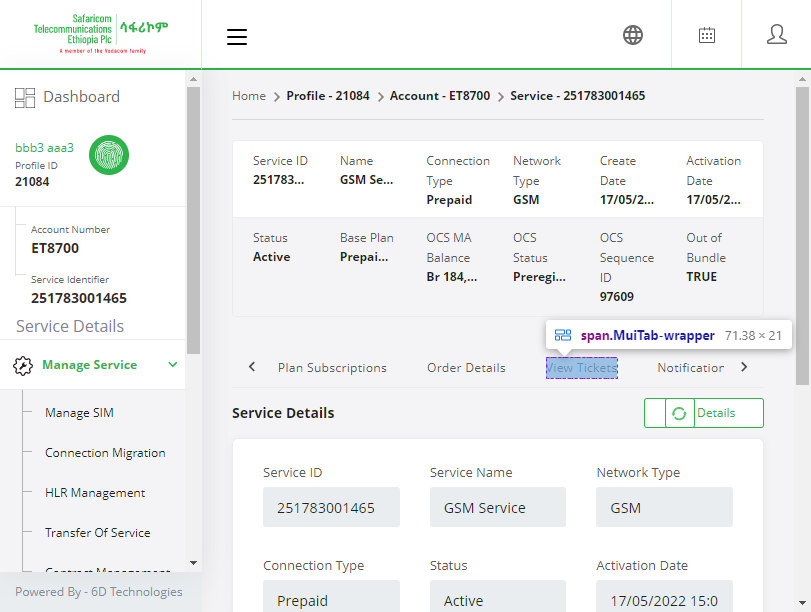 Safaricom
Telecommunications
Ethiopia Plc
ሳፋሪኮም
A member of the Vodacom family
Dashboard
bbb3 aaa3
Profile ID
21084
Account Number
ET8700
Service Identifier
251783001465
Service Details
Manage Service
Manage SIM
Connection Migration
HLR Management
Transfer Of Service
Contract Management
Powered By - 6D Technologies
Home > Profile - 21084 > Account - ET8700 > Service - 251783001465
Service ID
251783...
Name
GSM Se...
Connection
Type
Prepaid
Network
Type
GSM
Create
Date
17/05/2...
Activation
Date
17/05/2...
Status
Active
Base Plan
Prepai...
OCS MA
Balance
Br 184,...
OCS
Status
Preregi...
OCS
Sequence
ID
97609
Out of
Bundle
TRUE
span.MuiTab-wrapper 71.38 × 21
Plan Subscriptions Order Details View Tickets Notification
Service Details
Details
Service ID
251783001465
Service Name
GSM Service
Network Type
GSM
Connection Type
Prepaid
Status
Active
Activation Date
17/05/2022 15:0